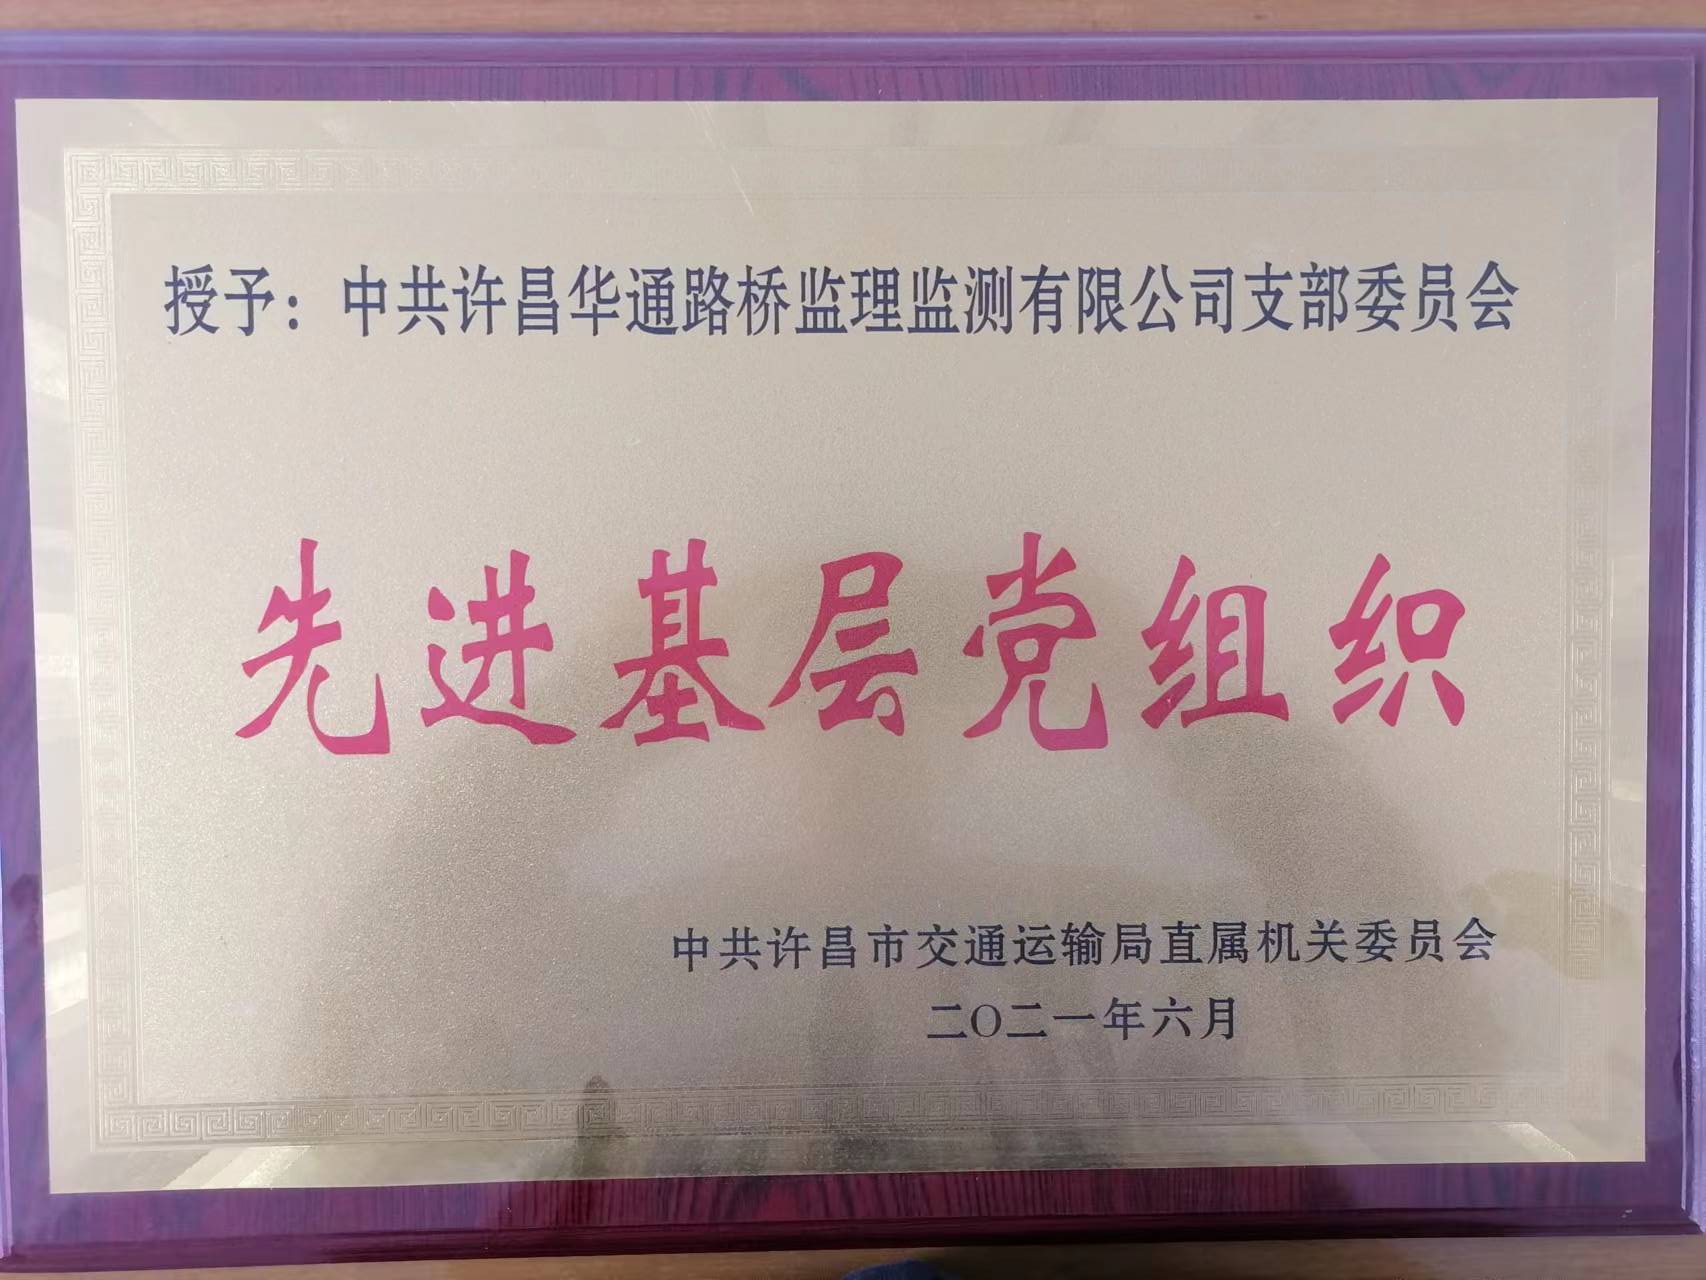 授予：中共许昌华通路桥监理监测有限公司支部委员会
先进基层党组织
中共许昌市交通运输局直属机关委员会
二〇二一年六月